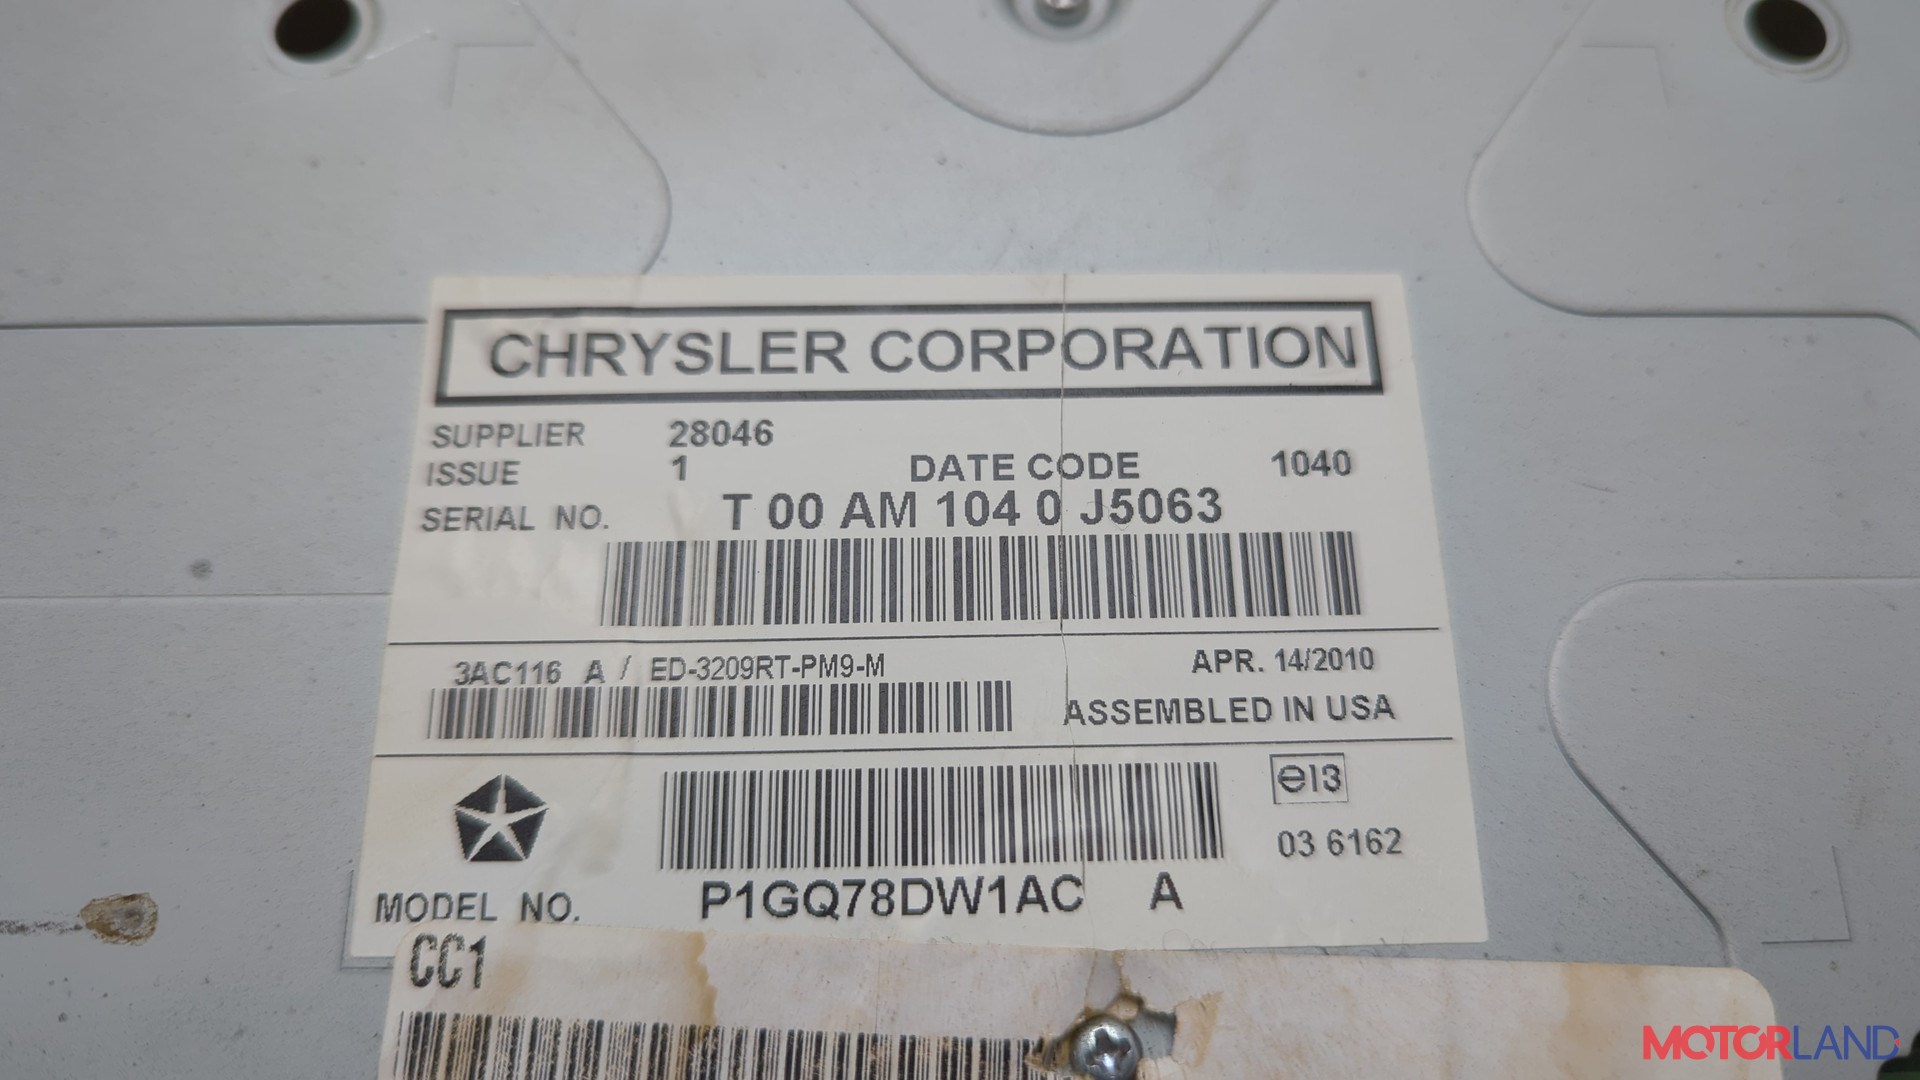 CHRYSLER CORPORATION
SUPPLIER 28046
ISSUE 1 DATE CODE 1040
SERIAL NO. T 00 AM 104 0 J5063
3AC116 A / ED-3209RT-PM9-M APR. 14/2010
ASSEMBLED IN USA
e13
03 6162
MODEL NO. P1GQ78DW1AC A
CC1
MOTORLAND